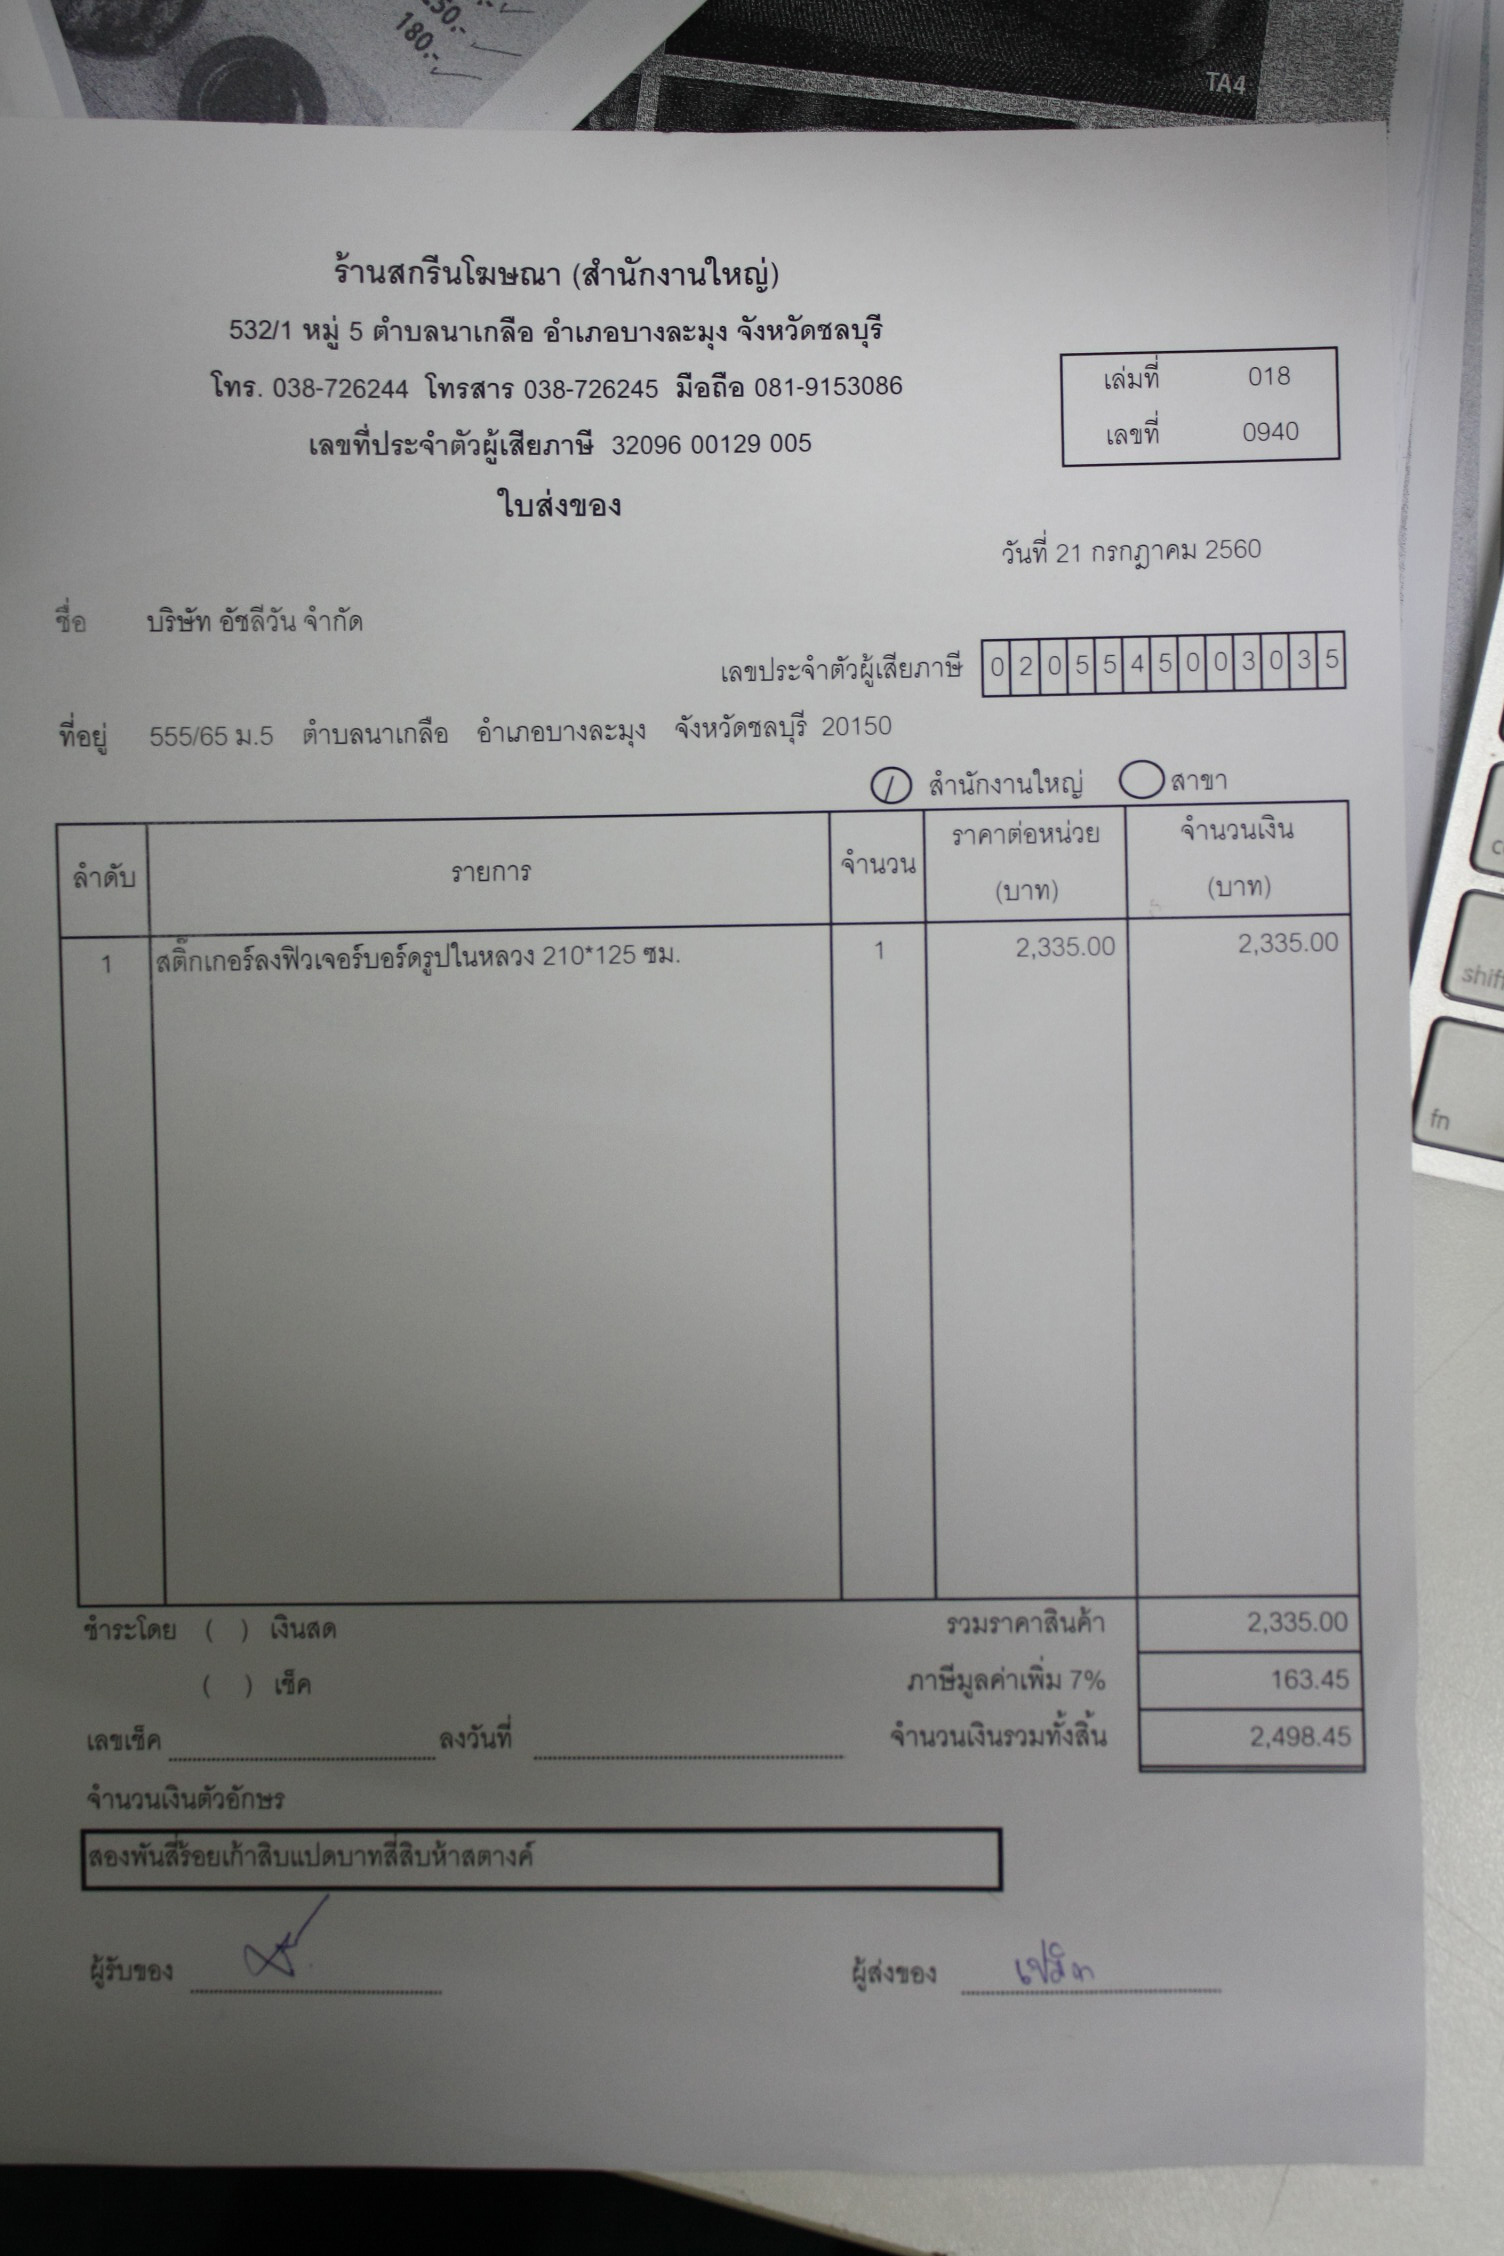 50.-
180.-
TA4
ร้านสกรีนโฆษณา (สำนักงานใหญ่)
532/1 หมู่ 5 ตำบลนาเกลือ อำเภอบางละมุง จังหวัดชลบุรี
โทร. 038-726244 โทรสาร 038-726245 มือถือ 081-9153086
เลขที่ประจำตัวผู้เสียภาษี 32096 00129 005
เล่มที่ 018
เลขที่ 0940
ใบส่งของ
วันที่ 21 กรกฎาคม 2560
ชื่อ บริษัท อัชลีวัน จำกัด
เลขประจำตัวผู้เสียภาษี 0205545003035
ที่อยู่ 555/65 ม.5 ตำบลนาเกลือ อำเภอบางละมุง จังหวัดชลบุรี 20150
สำนักงานใหญ่ สาขา
ลำดับ รายการ จำนวน ราคาต่อหน่วย (บาท) จำนวนเงิน (บาท)
1 สติ๊กเกอร์ลงฟิวเจอร์บอร์ดรูปในหลวง 210*125 ซม. 1 2,335.00 2,335.00
ชำระโดย ( ) เงินสด รวมราคาสินค้า 2,335.00
( ) เช็ค ภาษีมูลค่าเพิ่ม 7% 163.45
เลขเช็ค ลงวันที่ จำนวนเงินรวมทั้งสิ้น 2,498.45
จำนวนเงินตัวอักษร
สองพันสี่ร้อยเก้าสิบแปดบาทสี่สิบห้าสตางค์
ผู้รับของ ผู้ส่งของ
shift
fn